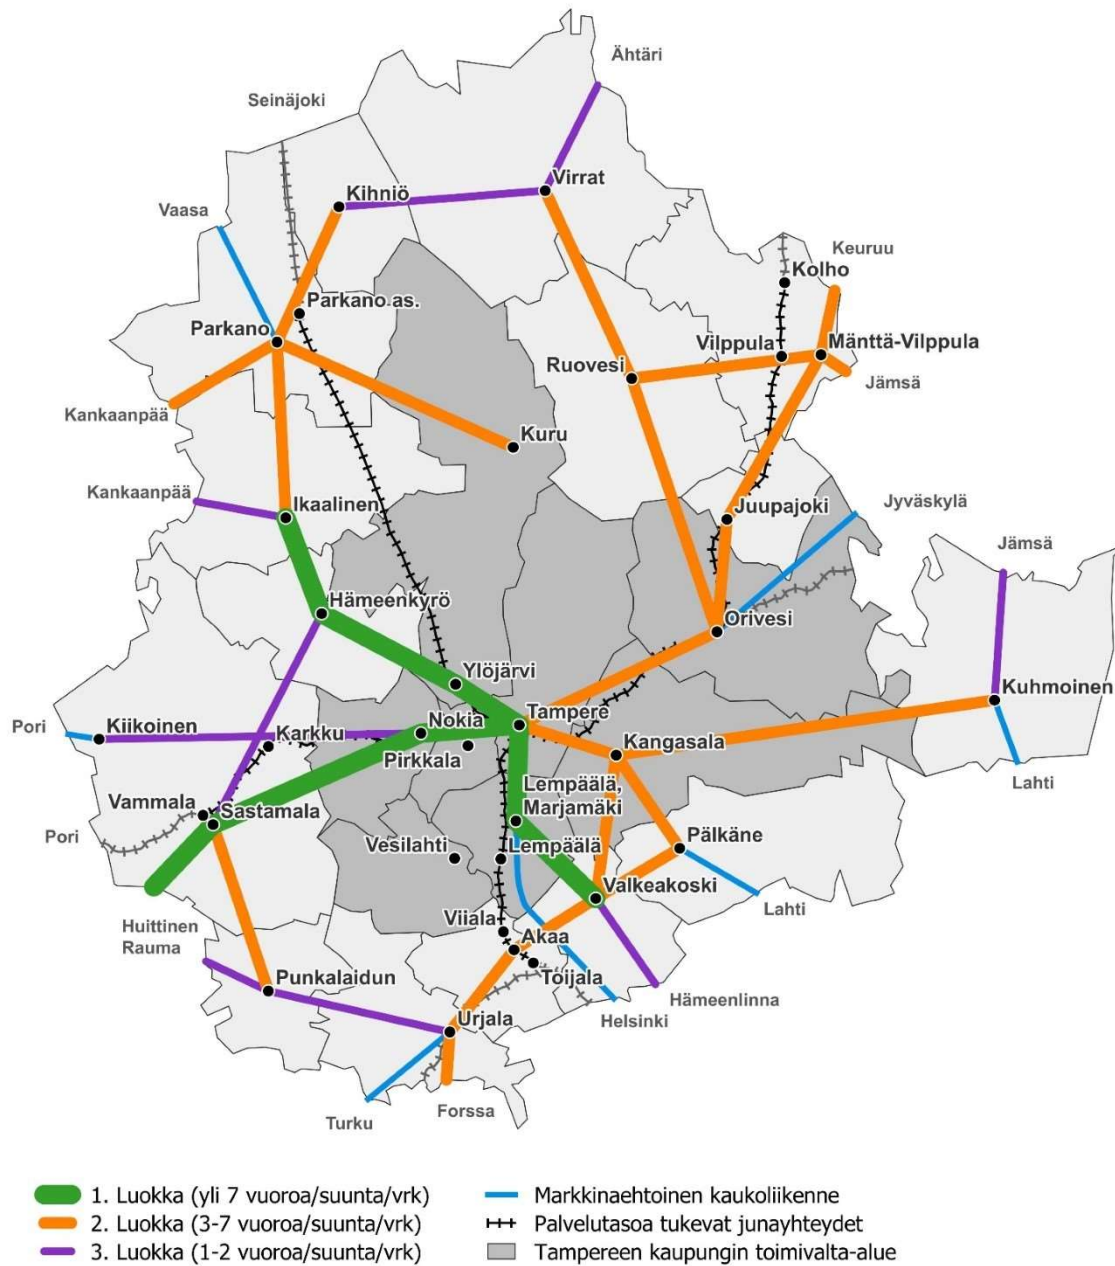 Ähtäri
Seinäjoki
Virrat
Kihniö
Vaasa
Keuruu
Kolho
Parkano as.
Parkano
Vilppula
Mänttä-Vilppula
Ruovesi
Jämsä
Kankaanpää
Kuru
Kankaanpää
Ikaalinen
Juupajoki
Jyväskylä
Jämsä
Hämeenkyrö
Orivesi
Ylöjärvi
Kuhmoinen
Pori
Kiikoinen
Karkku
Nokia
Tampere
Pirkkala
Kangasala
Lempäälä,
Marjamäki
Lahti
Vammala
Sastamala
Pori
Vesilahti
Lempäälä
Pälkäne
Valkeakoski
Lahti
Huittinen
Rauma
Viiala
Akaa
Toijala
Punkalaidun
Hämeenlinna
Helsinki
Urjala
Forssa
Turku
1. Luokka (yli 7 vuoroa/suunta/vrk)
2. Luokka (3-7 vuoroa/suunta/vrk)
3. Luokka (1-2 vuoroa/suunta/vrk)
Markkinaehtoinen kaukoliikenne
Palvelutasoa tukevat junayhteydet
Tampereen kaupungin toimivalta-alue